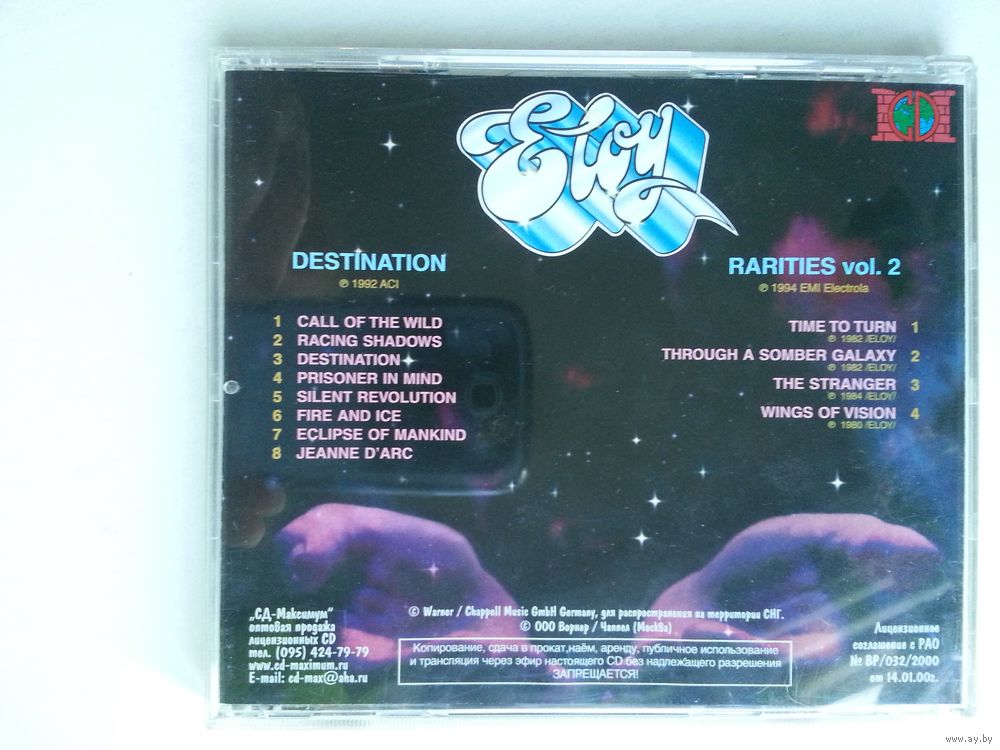 Eloy
CD
DESTINATION
℗ 1992 ACI
1 CALL OF THE WILD
2 RACING SHADOWS
3 DESTINATION
4 PRISONER IN MIND
5 SILENT REVOLUTION
6 FIRE AND ICE
7 ECLIPSE OF MANKIND
8 JEANNE D'ARC
RARITIES vol. 2
℗ 1994 EMI Electrola
TIME TO TURN 1
℗ 1982 /ELOY/
THROUGH A SOMBER GALAXY 2
℗ 1982 /ELOY/
THE STRANGER 3
℗ 1984 /ELOY/
WINGS OF VISION 4
℗ 1980 /ELOY/
„СД-Максимум"
оптовая продажа
лицензионных CD
тел. (095) 424-79-79
www.cd-maximum.ru
E-mail: cd-max@aha.ru
© Warner / Chappell Music GmbH Germany, для распространения на территории СНГ.
© ООО Ворнер / Чаппел (Москва)
Копирование, сдача в прокат,наём, аренду, публичное использование
и трансляция через эфир настоящего CD без надлежащего разрешения
ЗАПРЕЩАЕТСЯ!
Лицензионное
соглашение с РАО
№ ВР/032/2000
от 14.01.00г.
www.ay.by